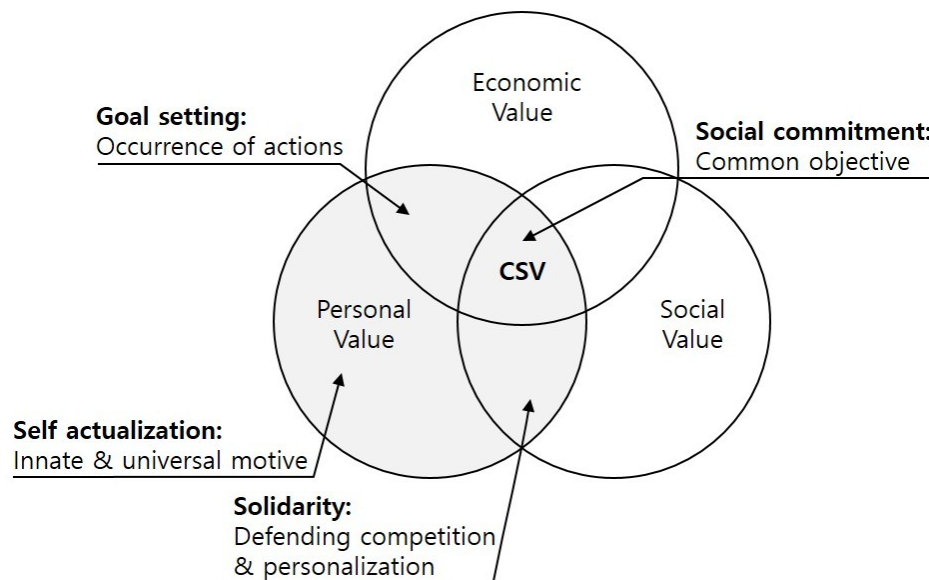 Economic
Value
Goal setting:
Occurrence of actions
Social commitment:
Common objective
CSV
Personal
Value
Social
Value
Self actualization:
Innate & universal motive
Solidarity:
Defending competition
& personalization